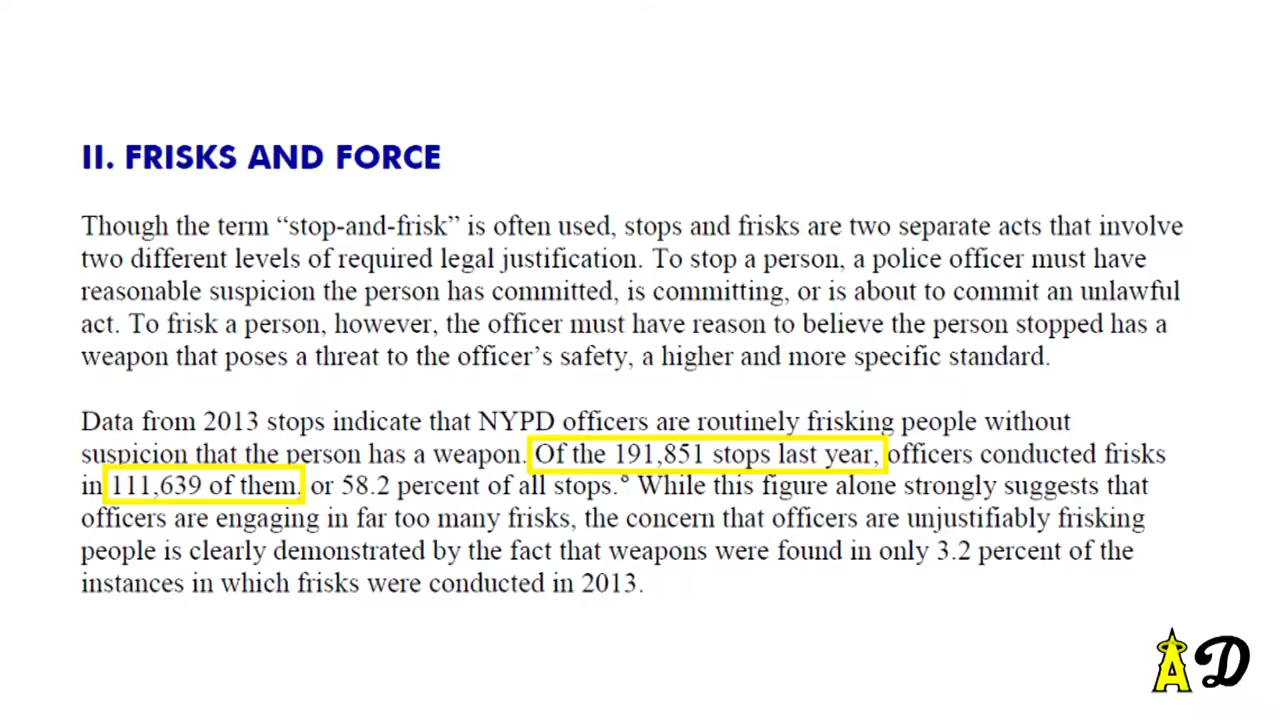 II. FRISKS AND FORCE
Though the term “stop-and-frisk” is often used, stops and frisks are two separate acts that involve
two different levels of required legal justification. To stop a person, a police officer must have
reasonable suspicion the person has committed, is committing, or is about to commit an unlawful
act. To frisk a person, however, the officer must have reason to believe the person stopped has a
weapon that poses a threat to the officer’s safety, a higher and more specific standard.
Data from 2013 stops indicate that NYPD officers are routinely frisking people without
suspicion that the person has a weapon. Of the 191,851 stops last year, officers conducted frisks
in 111,639 of them. or 58.2 percent of all stops.° While this figure alone strongly suggests that
officers are engaging in far too many frisks, the concern that officers are unjustifiably frisking
people is clearly demonstrated by the fact that weapons were found in only 3.2 percent of the
instances in which frisks were conducted in 2013.
A D